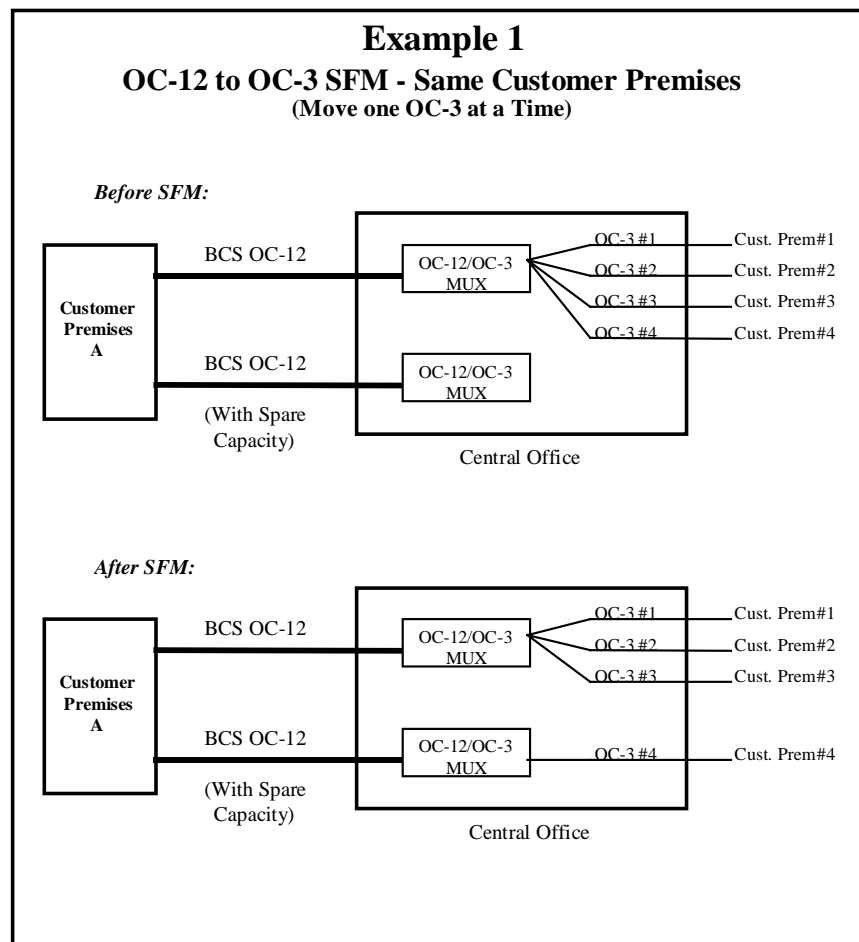 Example 1
OC-12 to OC-3 SFM - Same Customer Premises
(Move one OC-3 at a Time)
Before SFM:
Customer
Premises
A
BCS OC-12
BCS OC-12
(With Spare
Capacity)
OC-12/OC-3
MUX
OC-12/OC-3
MUX
OC-3 #1
OC-3 #2
OC-3 #3
OC-3 #4
Cust. Prem#1
Cust. Prem#2
Cust. Prem#3
Cust. Prem#4
Central Office
After SFM:
Customer
Premises
A
BCS OC-12
BCS OC-12
(With Spare
Capacity)
OC-12/OC-3
MUX
OC-12/OC-3
MUX
OC-3 #1
OC-3 #2
OC-3 #3
OC-3 #4
Cust. Prem#1
Cust. Prem#2
Cust. Prem#3
Cust. Prem#4
Central Office